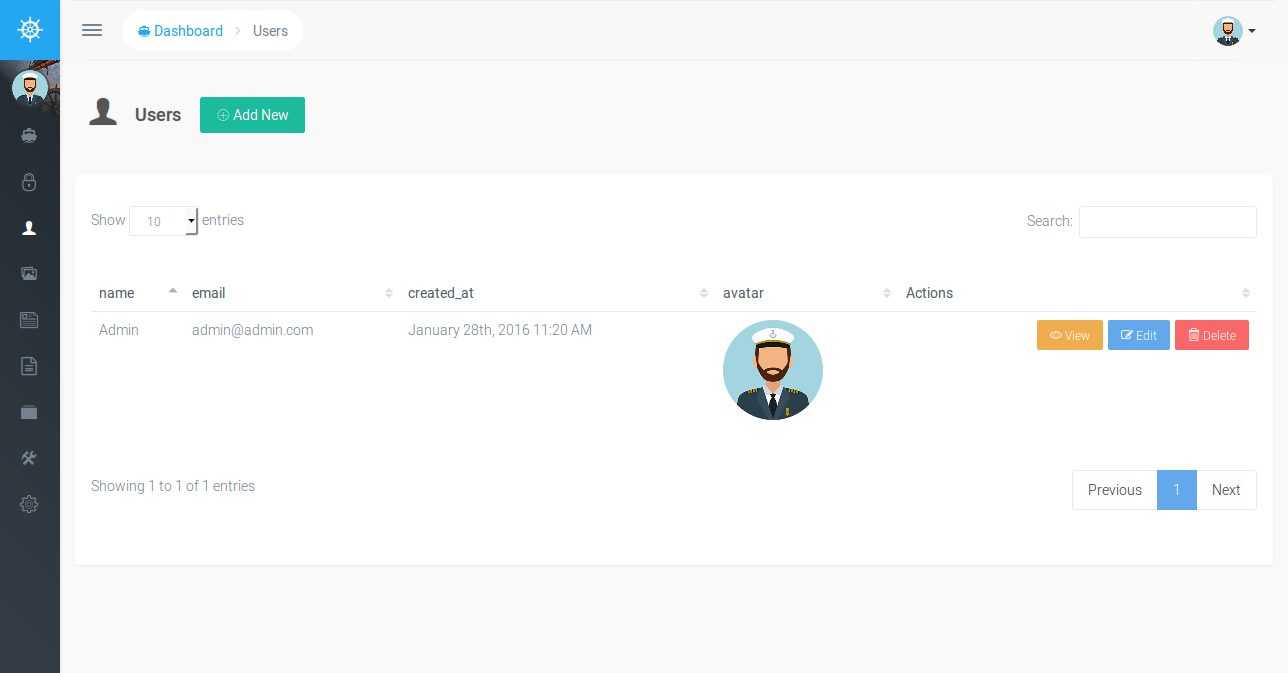 Dashboard Users
Users Add New
Show 10 entries Search:
name email created_at avatar Actions
Admin admin@admin.com January 28th, 2016 11:20 AM View Edit Delete
Showing 1 to 1 of 1 entries Previous 1 Next